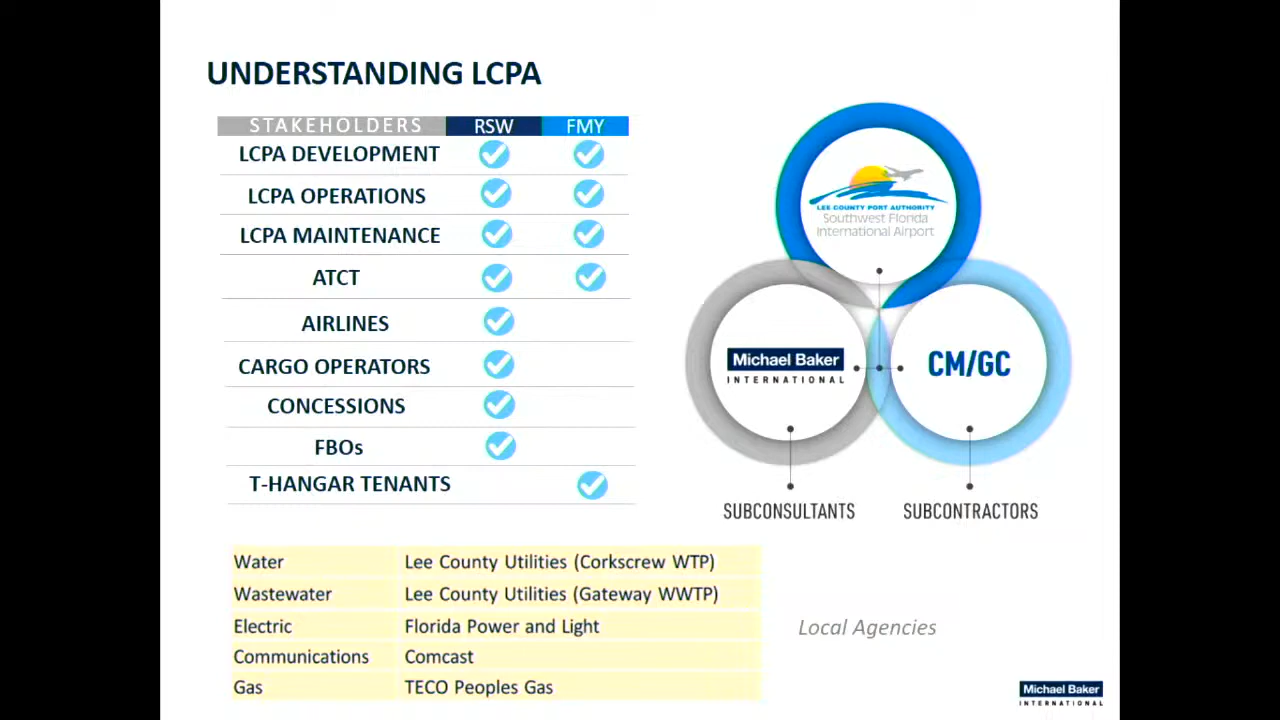 UNDERSTANDING LCPA
STAKEHOLDERS RSW FMY
LCPA DEVELOPMENT
LCPA OPERATIONS
LCPA MAINTENANCE
ATCT
AIRLINES
CARGO OPERATORS
CONCESSIONS
FBOs
T-HANGAR TENANTS
LEE COUNTY PORT AUTHORITY
Southwest Florida
International Airport
Michael Baker
INTERNATIONAL
CM/GC
SUBCONSULTANTS
SUBCONTRACTORS
Water Lee County Utilities (Corkscrew WTP)
Wastewater Lee County Utilities (Gateway WWTP)
Electric Florida Power and Light
Communications Comcast
Gas TECO Peoples Gas
Local Agencies
Michael Baker
INTERNATIONAL